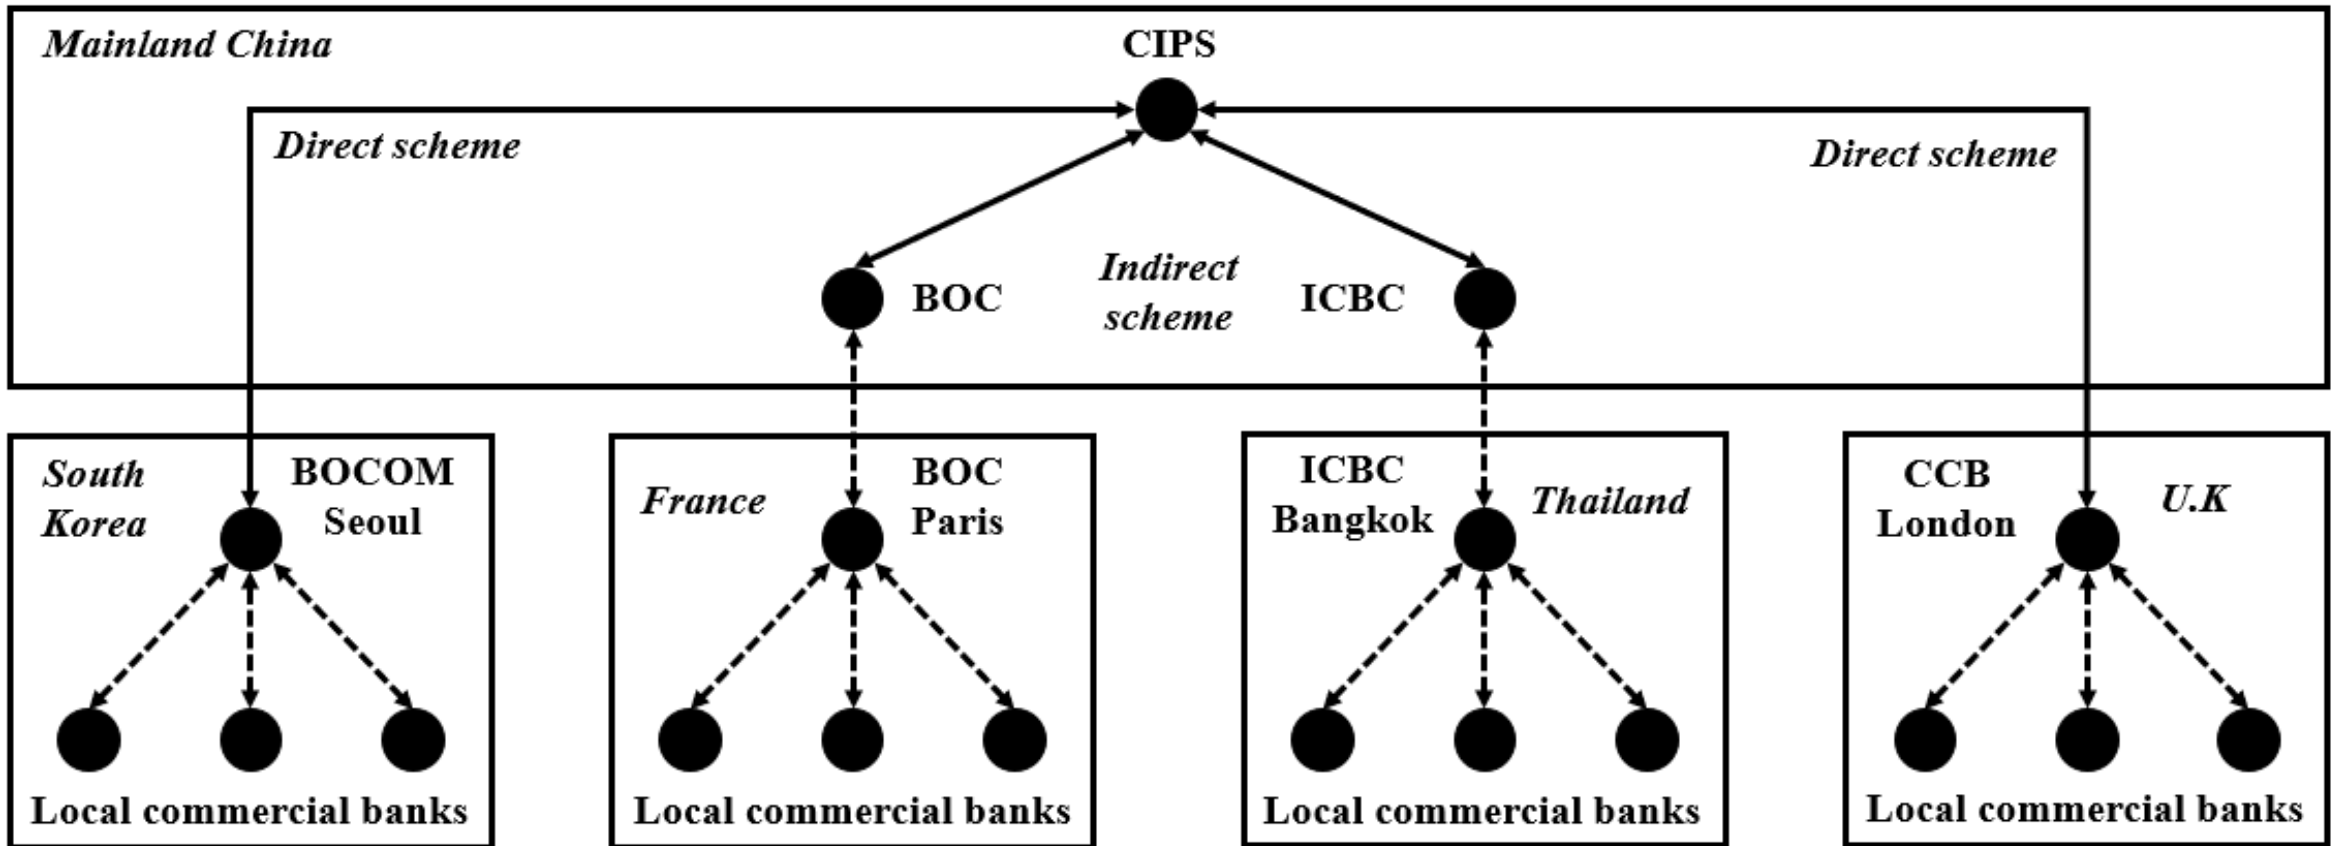 Mainland China
CIPS
Direct scheme
Direct scheme
BOC
Indirect
scheme
ICBC
South
Korea
BOCOM
Seoul
France
BOC
Paris
ICBC
Bangkok
Thailand
CCB
London
U.K
Local commercial banks
Local commercial banks
Local commercial banks
Local commercial banks